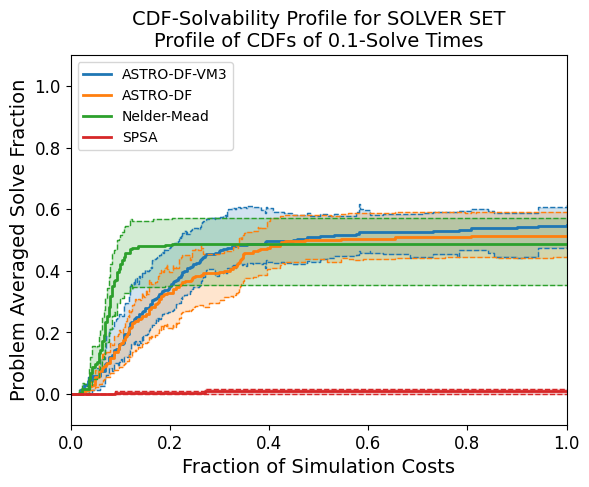 CDF-Solvability Profile for SOLVER SET
Profile of CDFs of 0.1-Solve Times
ASTRO-DF-VM3
ASTRO-DF
Nelder-Mead
SPSA
Problem Averaged Solve Fraction
1.0
0.8
0.6
0.4
0.2
0.0
0.0 0.2 0.4 0.6 0.8 1.0
Fraction of Simulation Costs